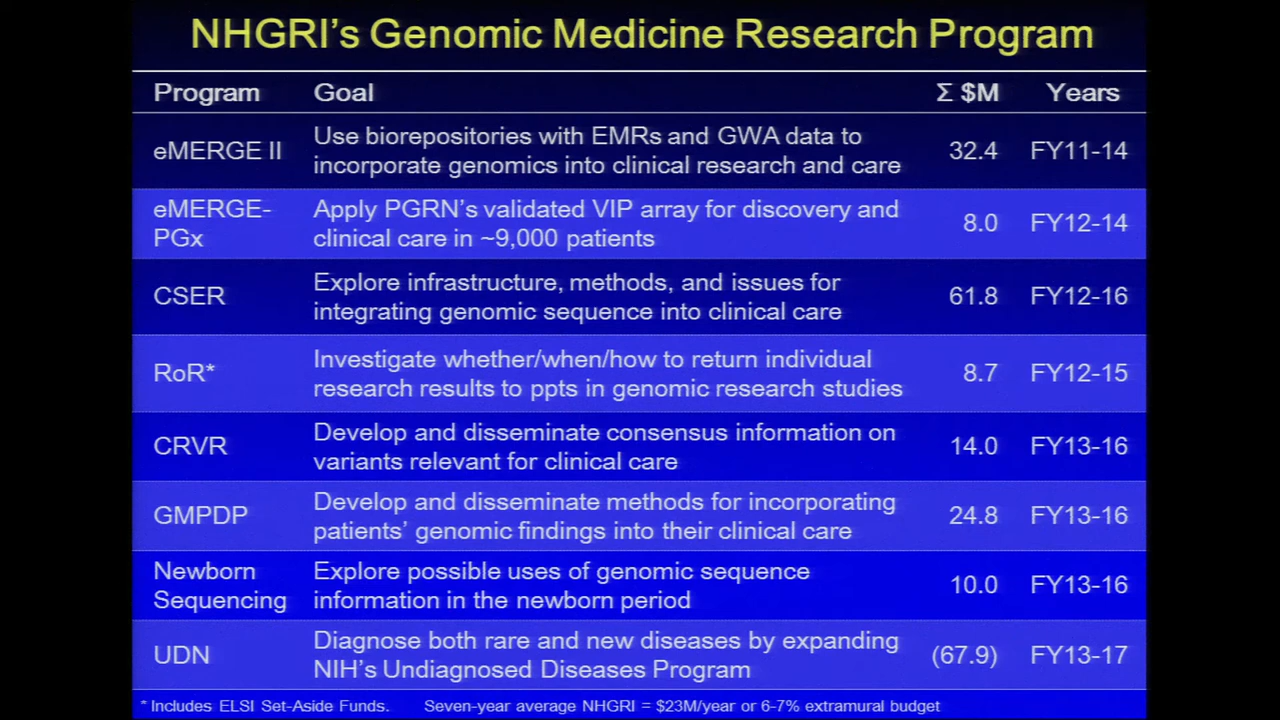 NHGRI's Genomic Medicine Research Program
Program Goal Σ $M Years
eMERGE II Use biorepositories with EMRs and GWA data to
incorporate genomics into clinical research and care 32.4 FY11-14
eMERGE-
PGx Apply PGRN's validated VIP array for discovery and
clinical care in ~9,000 patients 8.0 FY12-14
CSER Explore infrastructure, methods, and issues for
integrating genomic sequence into clinical care 61.8 FY12-16
RoR* Investigate whether/when/how to return individual
research results to ppts in genomic research studies 8.7 FY12-15
CRVR Develop and disseminate consensus information on
variants relevant for clinical care 14.0 FY13-16
GMPDP Develop and disseminate methods for incorporating
patients' genomic findings into their clinical care 24.8 FY13-16
Newborn
Sequencing Explore possible uses of genomic sequence
information in the newborn period 10.0 FY13-16
UDN Diagnose both rare and new diseases by expanding
NIH's Undiagnosed Diseases Program (67.9) FY13-17
* Includes ELSI Set-Aside Funds. Seven-year average NHGRI = $23M/year or 6-7% extramural budget